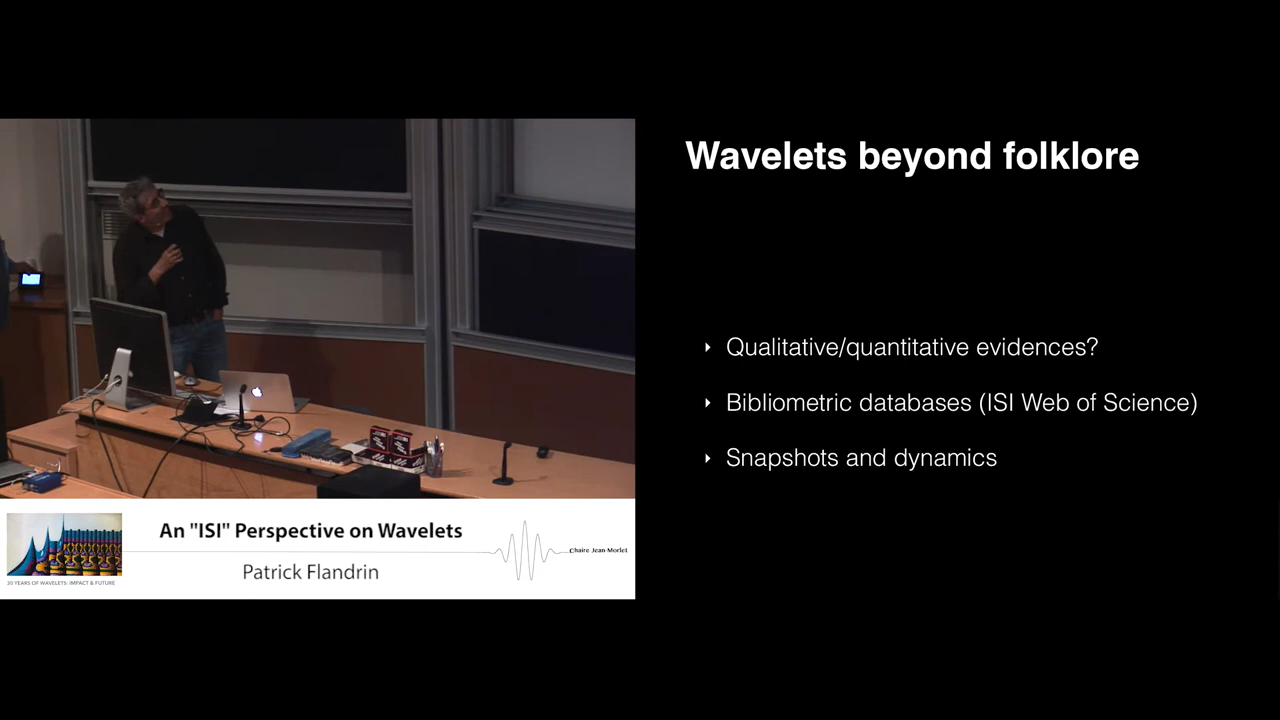 Wavelets beyond folklore
Qualitative/quantitative evidences?
Bibliometric databases (ISI Web of Science)
Snapshots and dynamics
An "ISI" Perspective on Wavelets
Patrick Flandrin
Chaire Jean-Morlet
30 YEARS OF WAVELETS: IMPACT & FUTURE